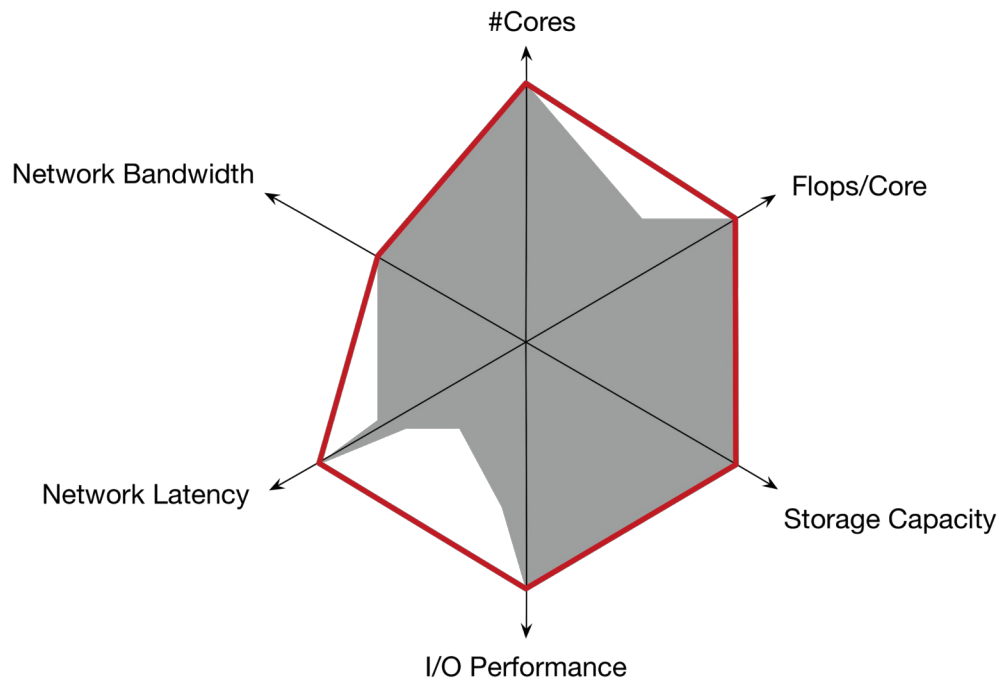 #Cores
Network Bandwidth
Flops/Core
Network Latency
Storage Capacity
I/O Performance